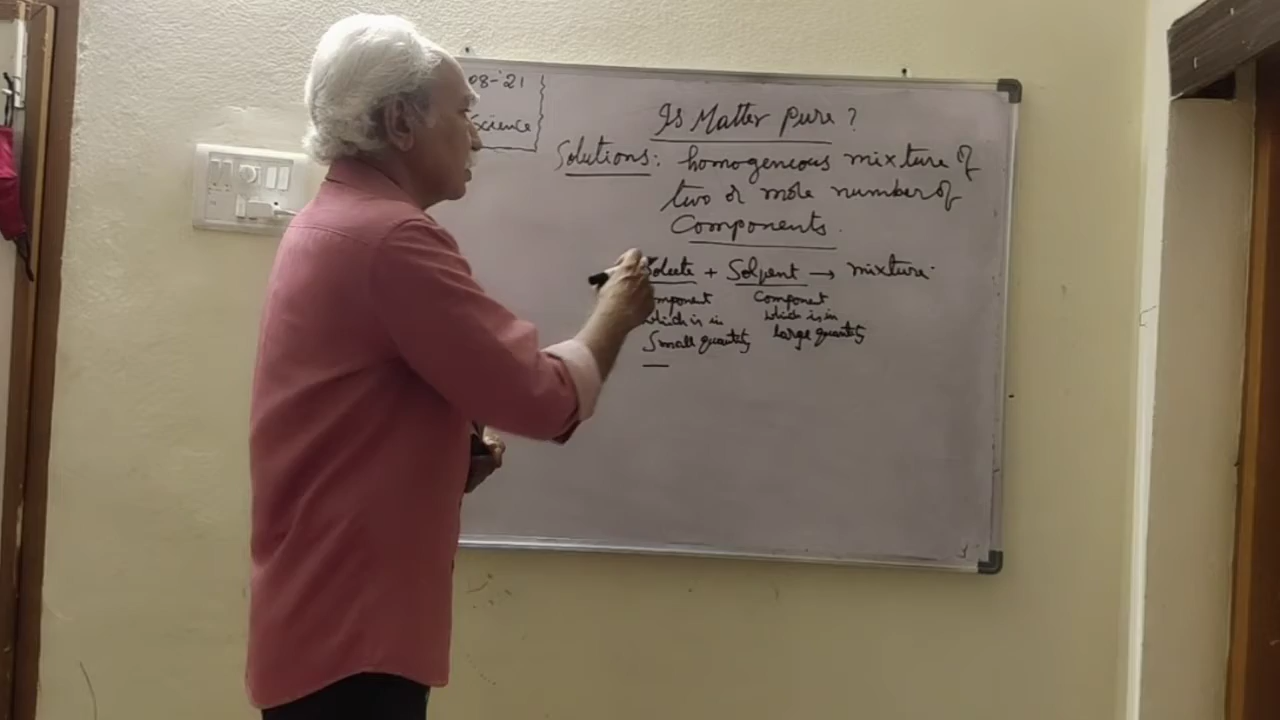 08-'21
Science
Is Matter pure?
Solutions: homogeneous mixture of
two or more number of
Components.
Solute + Solvent → mixture.
component Component
which is in which is in
Small quantity large quantity